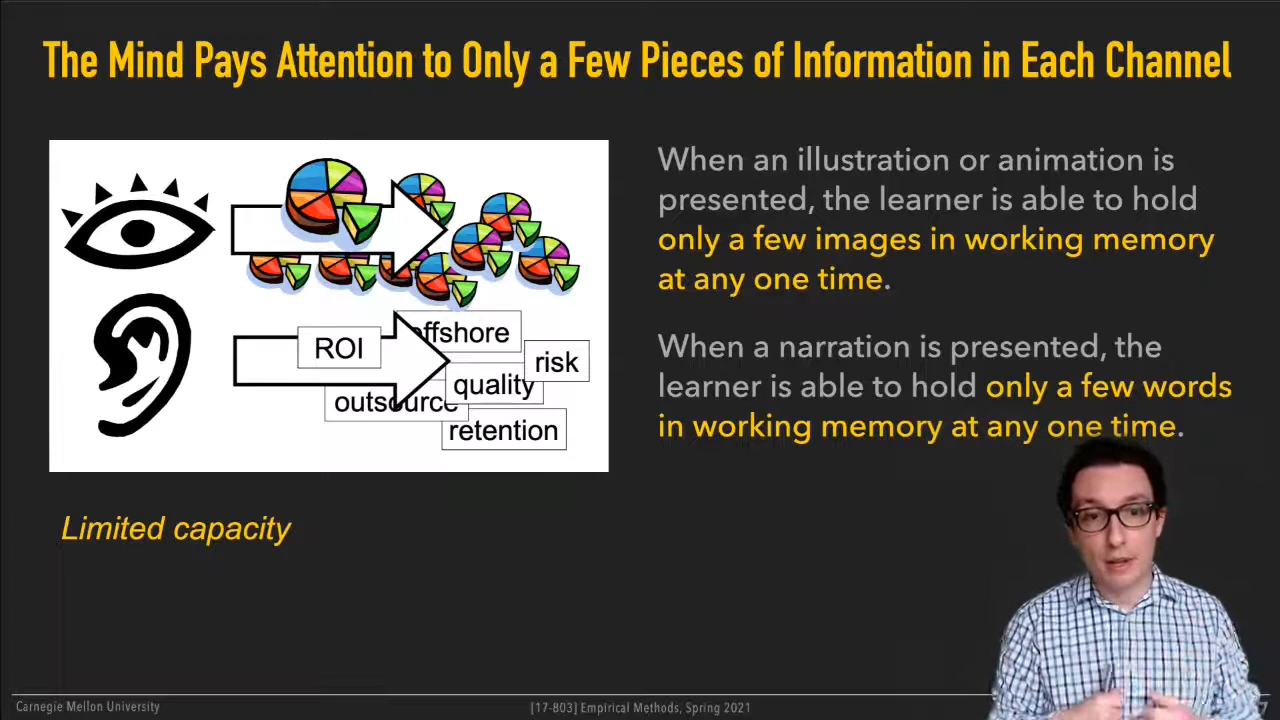 The Mind Pays Attention to Only a Few Pieces of Information in Each Channel
When an illustration or animation is
presented, the learner is able to hold
only a few images in working memory
at any one time.
When a narration is presented, the
learner is able to hold only a few words
in working memory at any one time.
ROI
offshore
risk
quality
outsource
retention
Limited capacity
Carnegie Mellon University
[17-803] Empirical Methods, Spring 2021